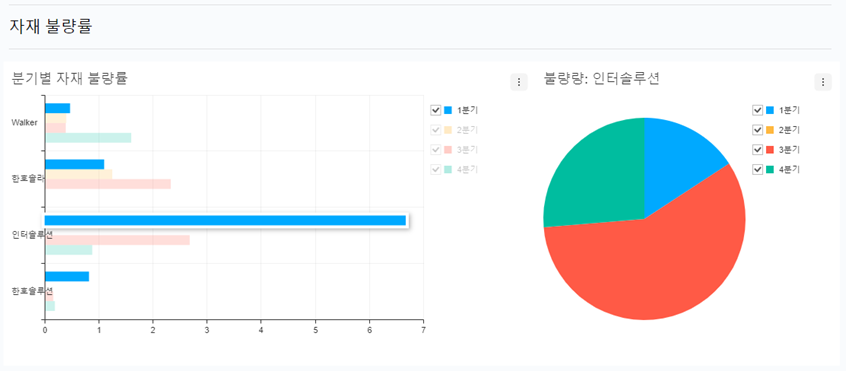 자재 불량률
분기별 자재 불량률
Walker
한호솔라
인터솔루션
한호솔루션
0 1 2 3 4 5 6 7
1분기
2분기
3분기
4분기
불량량: 인터솔루션
1분기
2분기
3분기
4분기